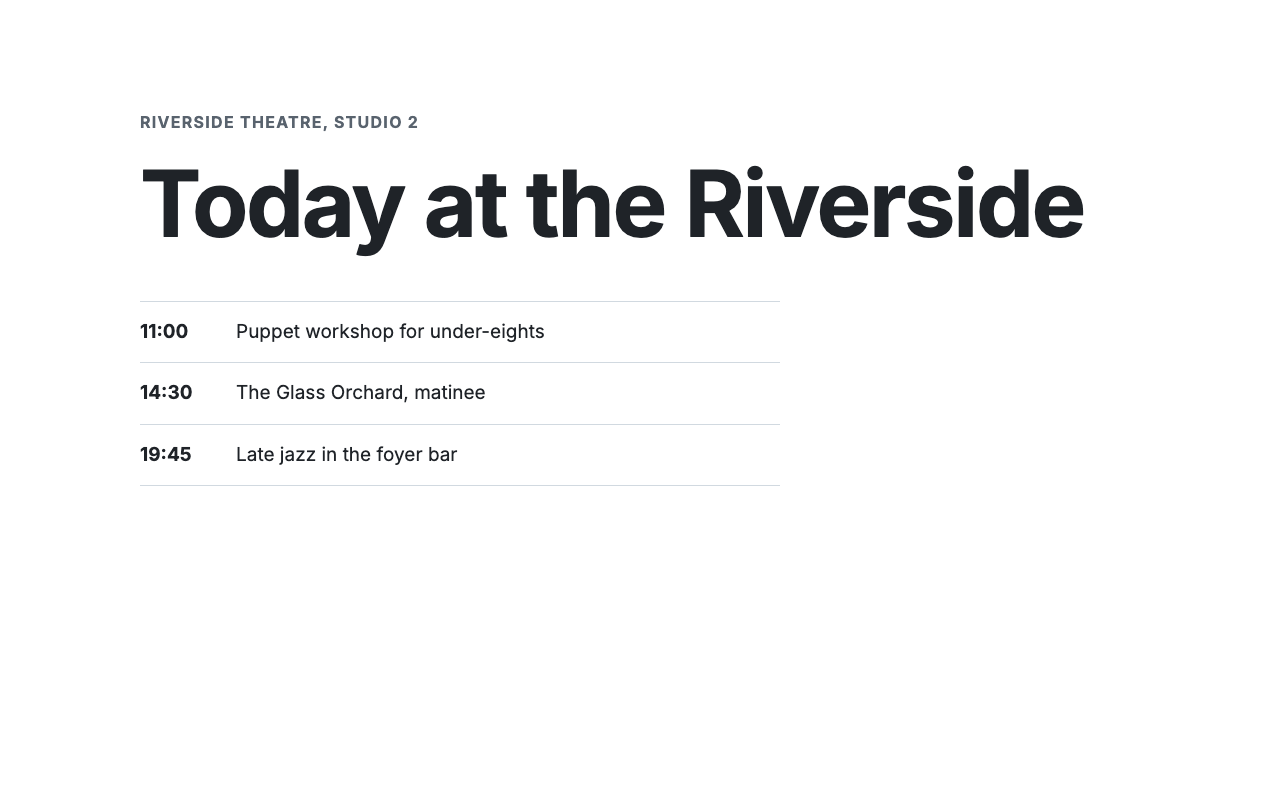 RIVERSIDE THEATRE, STUDIO 2
Today at the Riverside
11:00 Puppet workshop for under-eights
14:30 The Glass Orchard, matinee
19:45 Late jazz in the foyer bar